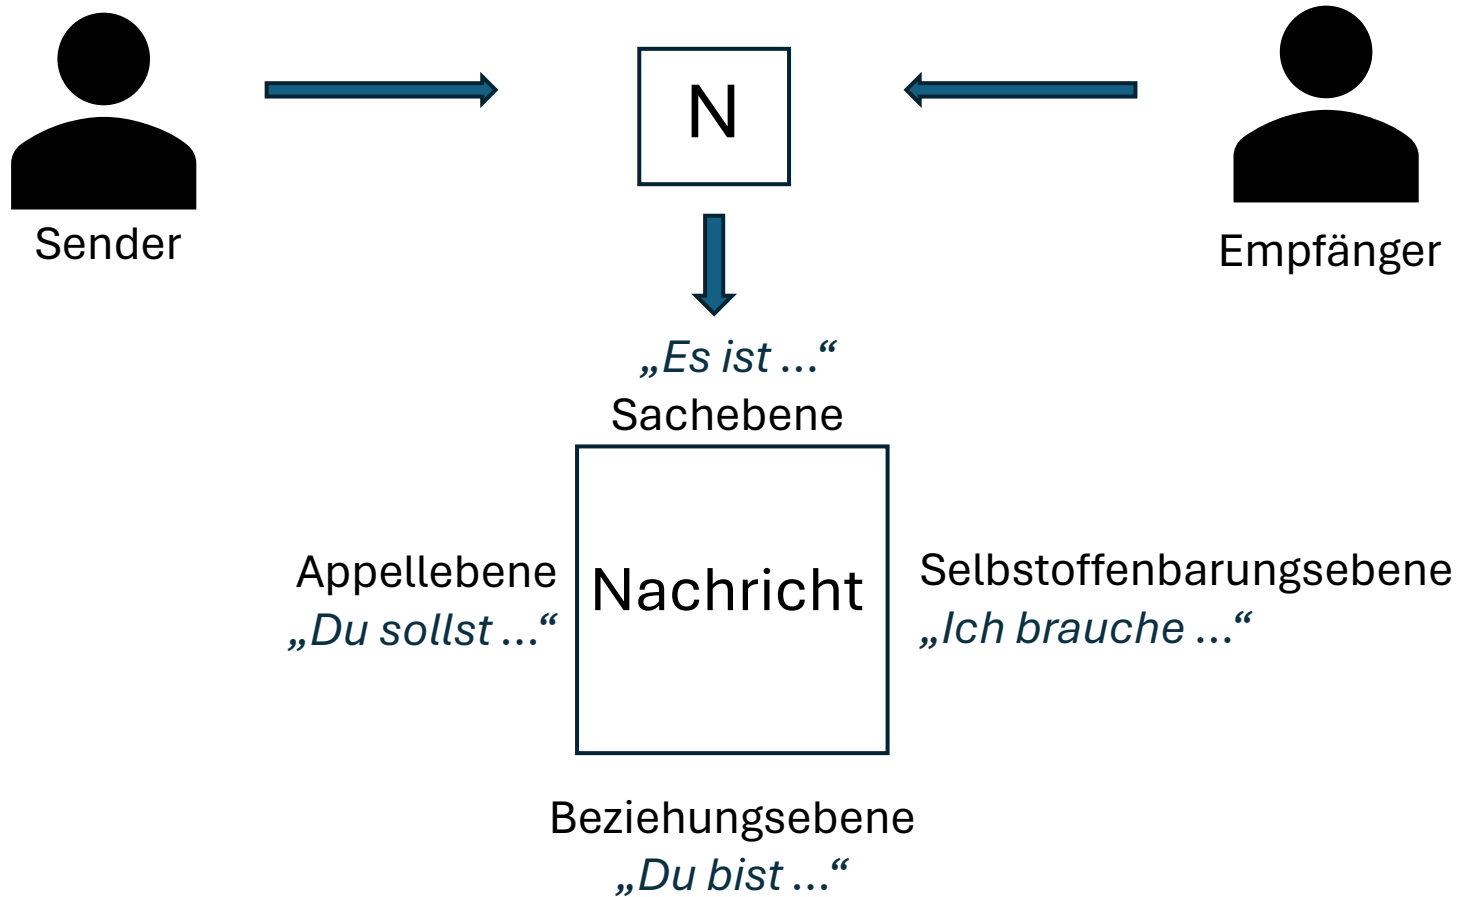 N
Sender
Empfänger
„Es ist ...“
Sachebene
Appellebene
„Du sollst ...“
Nachricht
Selbstoffenbarungsebene
„Ich brauche ...“
Beziehungsebene
„Du bist ...“